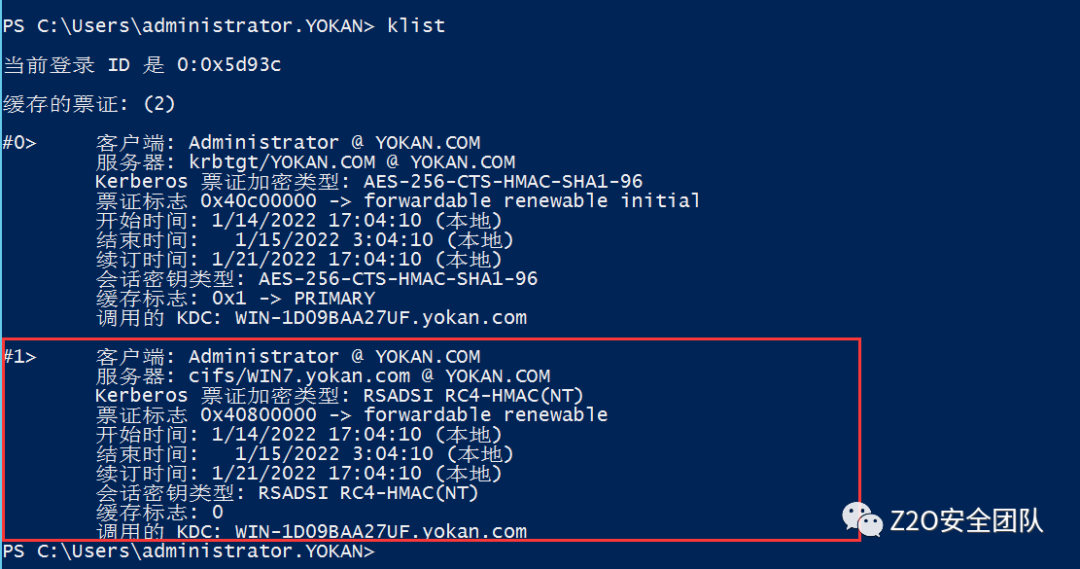 PS C:\Users\administrator.YOKAN> klist
当前登录 ID 是 0:0x5d93c
缓存的票证: (2)
#0> 客户端: Administrator @ YOKAN.COM
服务器: krbtgt/YOKAN.COM @ YOKAN.COM
Kerberos 票证加密类型: AES-256-CTS-HMAC-SHA1-96
票证标志 0x40c00000 -> forwardable renewable initial
开始时间: 1/14/2022 17:04:10 (本地)
结束时间: 1/15/2022 3:04:10 (本地)
续订时间: 1/21/2022 17:04:10 (本地)
会话密钥类型: AES-256-CTS-HMAC-SHA1-96
缓存标志: 0x1 -> PRIMARY
调用的 KDC: WIN-1D09BAA27UF.yokan.com
#1> 客户端: Administrator @ YOKAN.COM
服务器: cifs/WIN7.yokan.com @ YOKAN.COM
Kerberos 票证加密类型: RSADSI RC4-HMAC(NT)
票证标志 0x40800000 -> forwardable renewable
开始时间: 1/14/2022 17:04:10 (本地)
结束时间: 1/15/2022 3:04:10 (本地)
续订时间: 1/21/2022 17:04:10 (本地)
会话密钥类型: RSADSI RC4-HMAC(NT)
缓存标志: 0
调用的 KDC: WIN-1D09BAA27UF.yokan.com
Z2O安全团队
PS C:\Users\administrator.YOKAN>